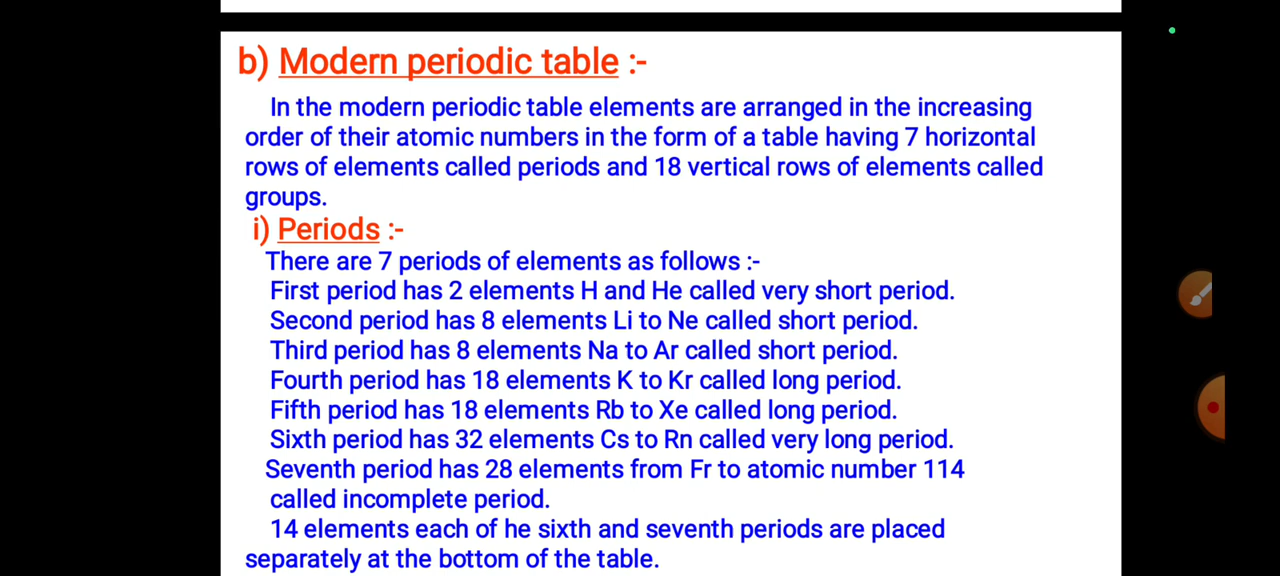 b) Modern periodic table :-
In the modern periodic table elements are arranged in the increasing
order of their atomic numbers in the form of a table having 7 horizontal
rows of elements called periods and 18 vertical rows of elements called
groups.
i) Periods :-
There are 7 periods of elements as follows :-
First period has 2 elements H and He called very short period.
Second period has 8 elements Li to Ne called short period.
Third period has 8 elements Na to Ar called short period.
Fourth period has 18 elements K to Kr called long period.
Fifth period has 18 elements Rb to Xe called long period.
Sixth period has 32 elements Cs to Rn called very long period.
Seventh period has 28 elements from Fr to atomic number 114
called incomplete period.
14 elements each of he sixth and seventh periods are placed
separately at the bottom of the table.